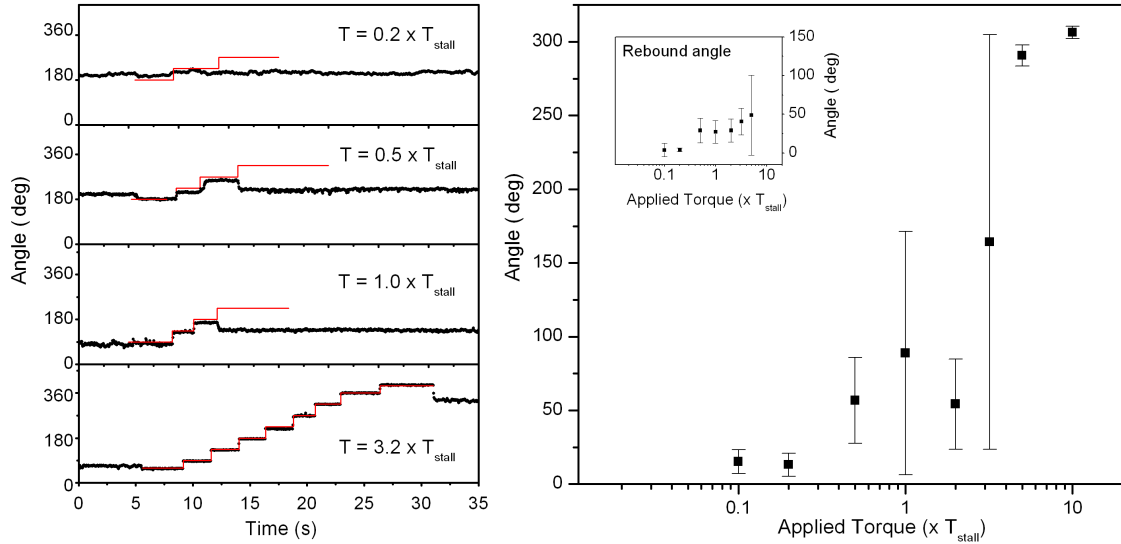 360
180
0
T = 0.2 x Tstall
360
180
0
T = 0.5 x Tstall
360
180
0
T = 1.0 x Tstall
360
180
0
T = 3.2 x Tstall
Angle ( deg)
0 5 10 15 20 25 30 35
Time (s)
300
250
200
150
100
50
0
Angle ( deg)
0.1 1 10
Applied Torque (x Tstall)
Rebound angle
150
100
50
0
Angle ( deg)
0.1 1 10
Applied Torque (x Tstall)